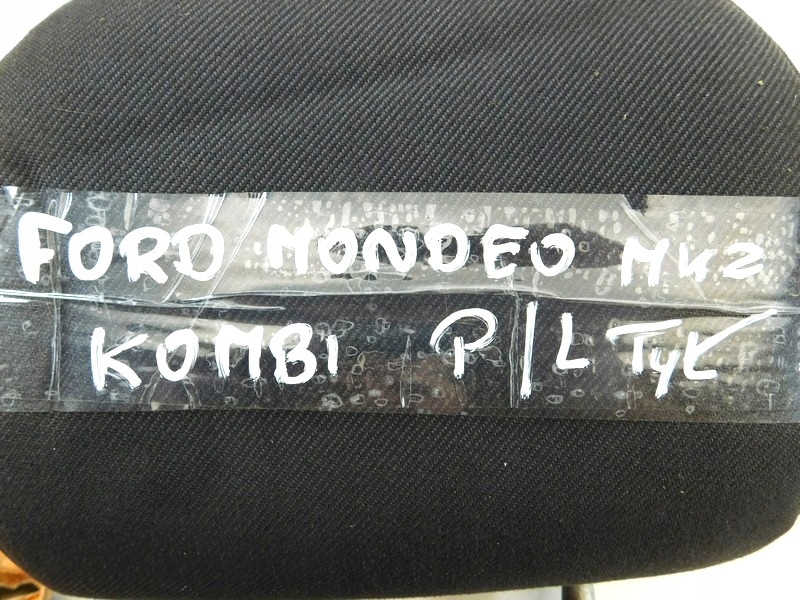 FORD MONDEO MK2
KOMBI P/L TYŁ